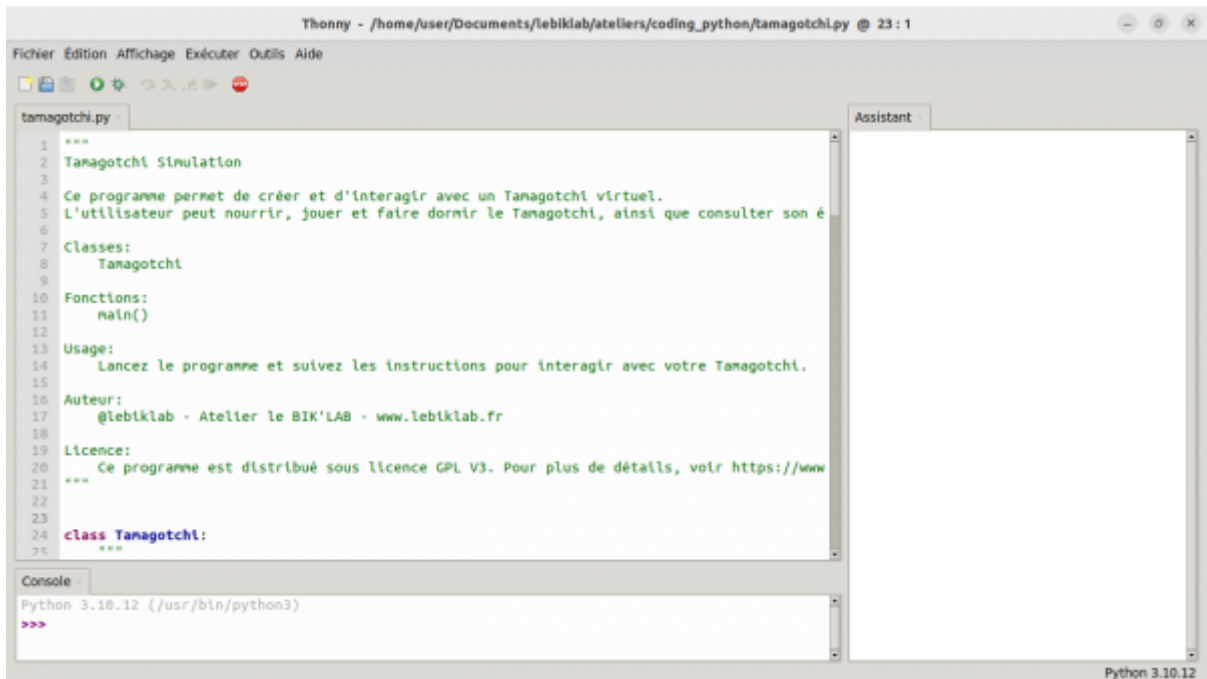 Thonny - /home/user/Documents/lebiklab/ateliers/coding_python/tamagotchi.py @ 23 : 1
Fichier Édition Affichage Exécuter Outils Aide
STOP
tamagotchi.py
Assistant
1 """
2 Tamagotchi Simulation
3
4 Ce programme permet de créer et d'interagir avec un Tamagotchi virtuel.
5 L'utilisateur peut nourrir, jouer et faire dormir le Tamagotchi, ainsi que consulter son é
6
7 Classes:
8 Tamagotchi
9
10 Fonctions:
11 main()
12
13 Usage:
14 Lancez le programme et suivez les instructions pour interagir avec votre Tamagotchi.
15
16 Auteur:
17 @lebiklab - Atelier le BIK'LAB - www.lebiklab.fr
18
19 Licence:
20 Ce programme est distribué sous licence GPL V3. Pour plus de détails, voir https://www
21 """
22
23
24 class Tamagotchi:
25 """
Console
Python 3.10.12 (/usr/bin/python3)
>>>
Python 3.10.12